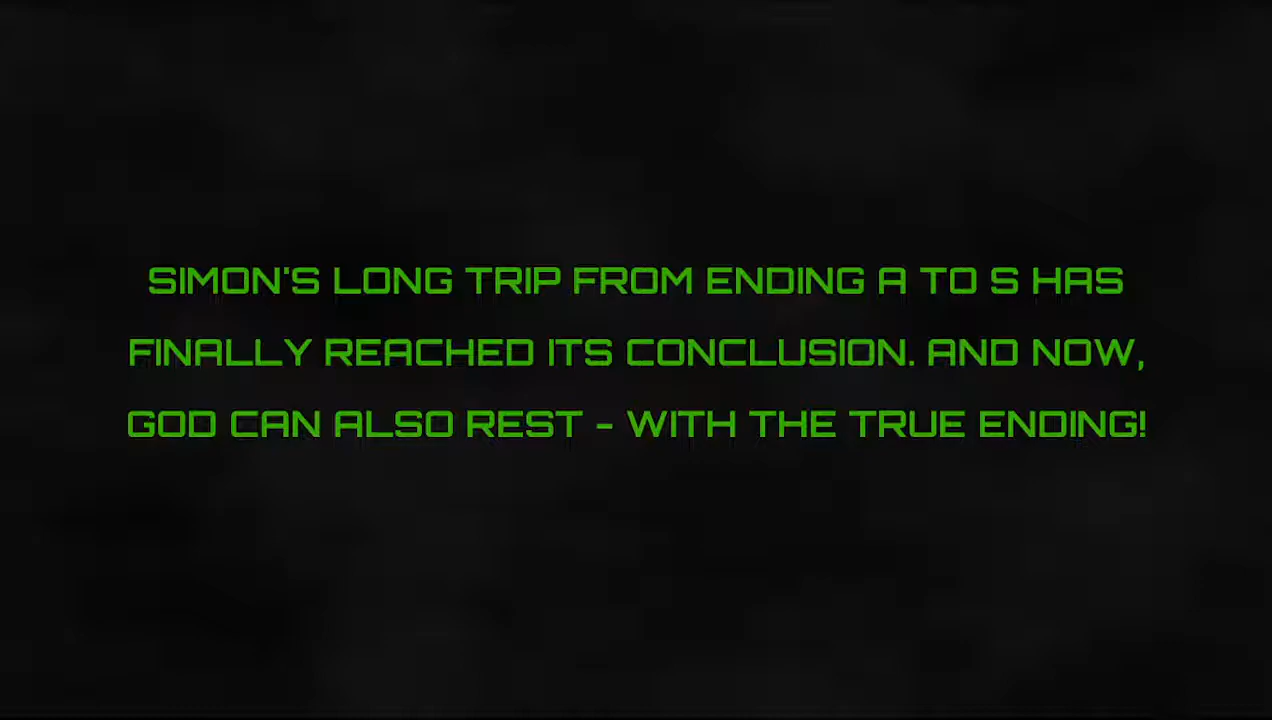 SIMON'S LONG TRIP FROM ENDING A TO S HAS
FINALLY REACHED ITS CONCLUSION. AND NOW,
GOD CAN ALSO REST - WITH THE TRUE ENDING!